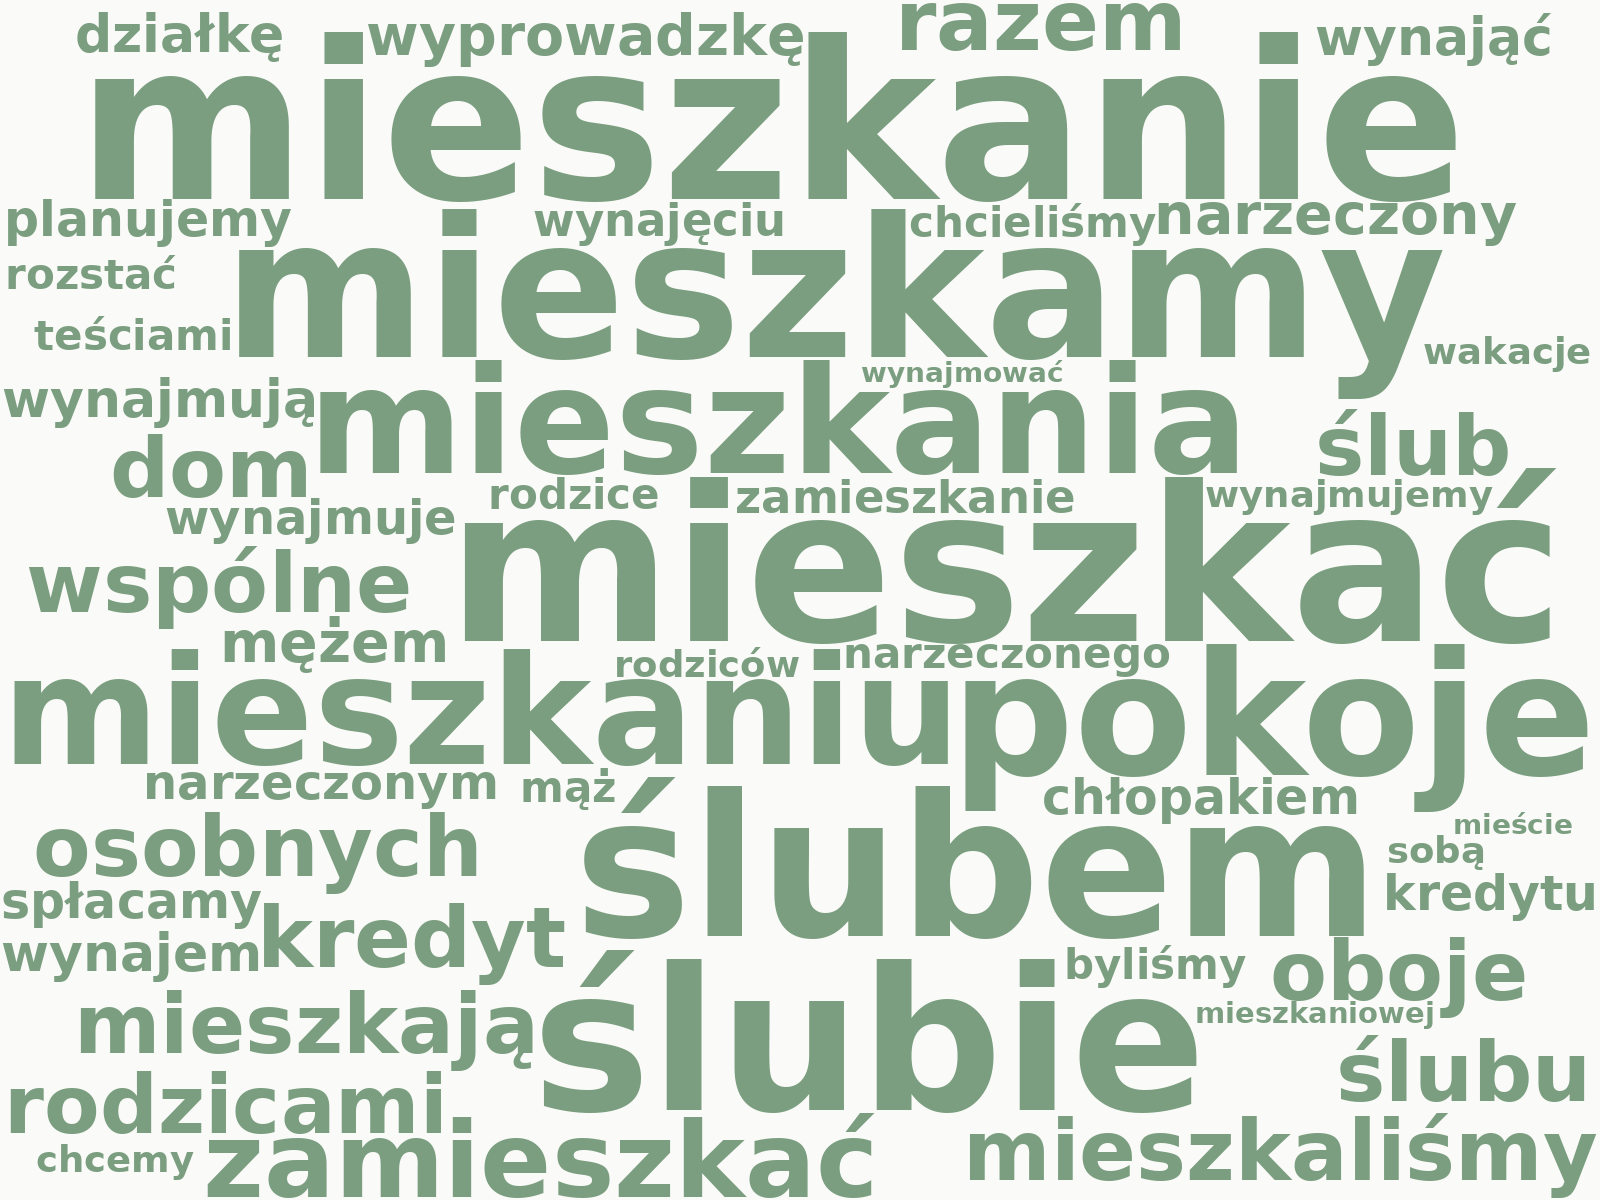 działkę wyprowadzkę razem wynająć
mieszkanie
planujemy wynajęciu chcieliśmy narzeczony
rozstać mieszkamy
teściami wakacje
wynajmują mieszkania wynajmować ślub
dom
wynajmuje rodzice zamieszkanie wynajmujemy
wspólne mieszkać
mężem rodziców narzeczonego
mieszkaniu pokoje
narzeczonym mąż chłopakiem
osobnych ślubem mieście
sobą
spłacamy kredytu
wynajem kredyt byliśmy oboje
mieszkają ślubie mieszkaniowej
rodzicami ślubu
chcemy zamieszkać mieszkaliśmy